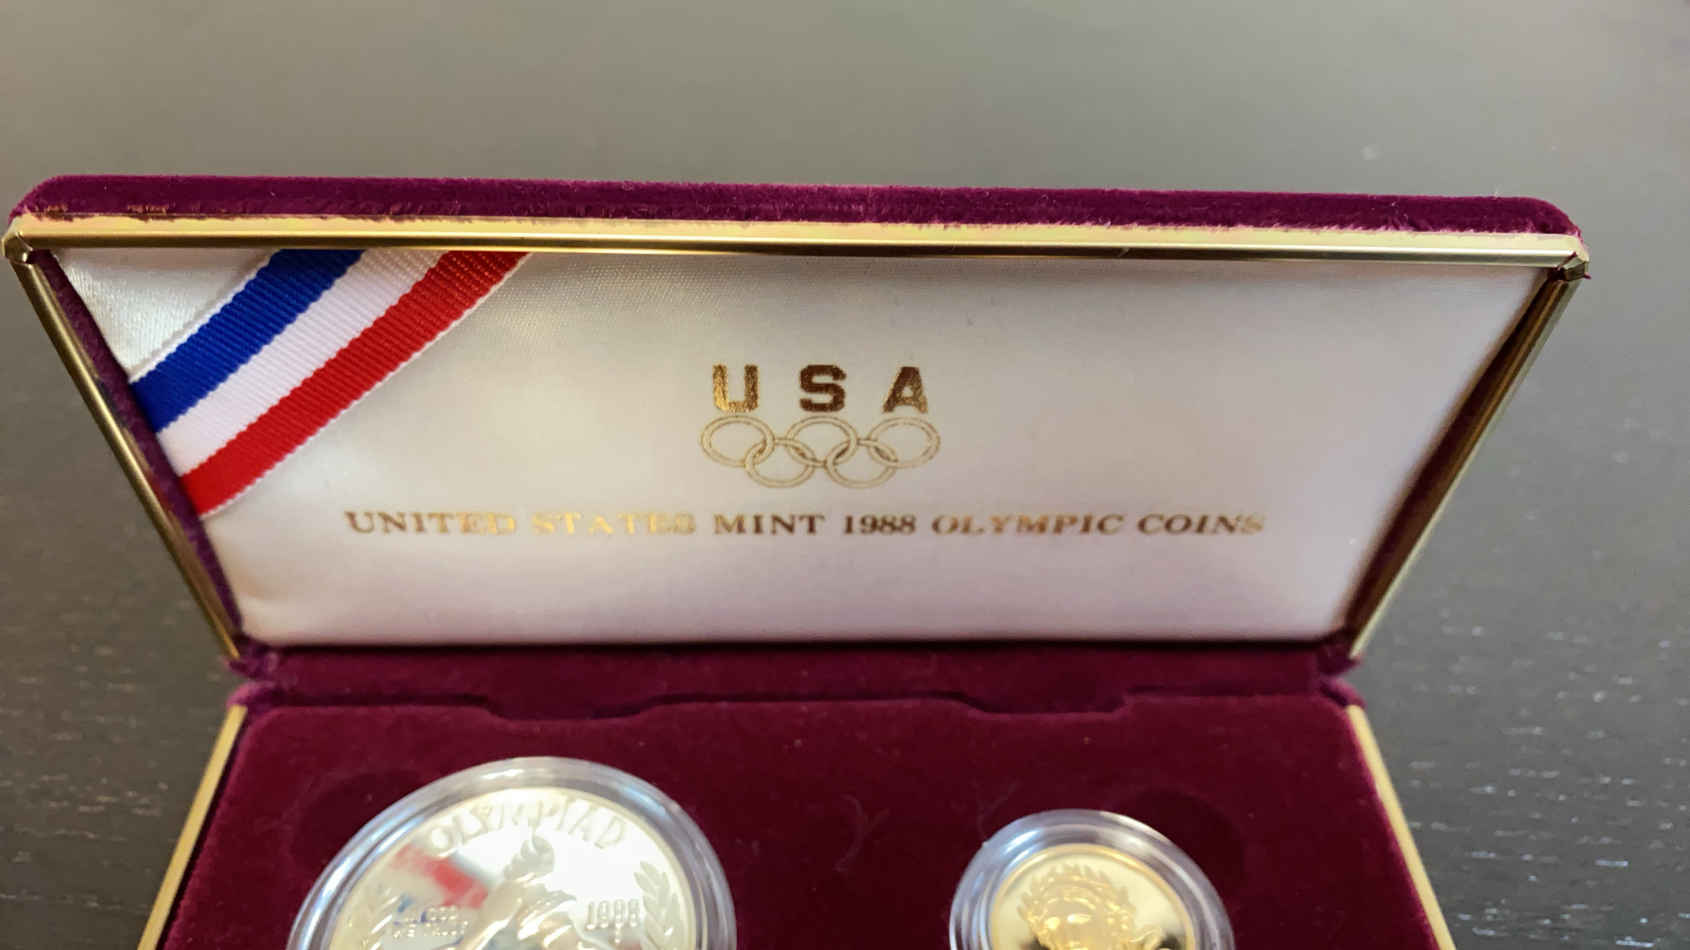 USA
UNITED STATES MINT 1988 OLYMPIC COINS
OLYMPIAD
1988